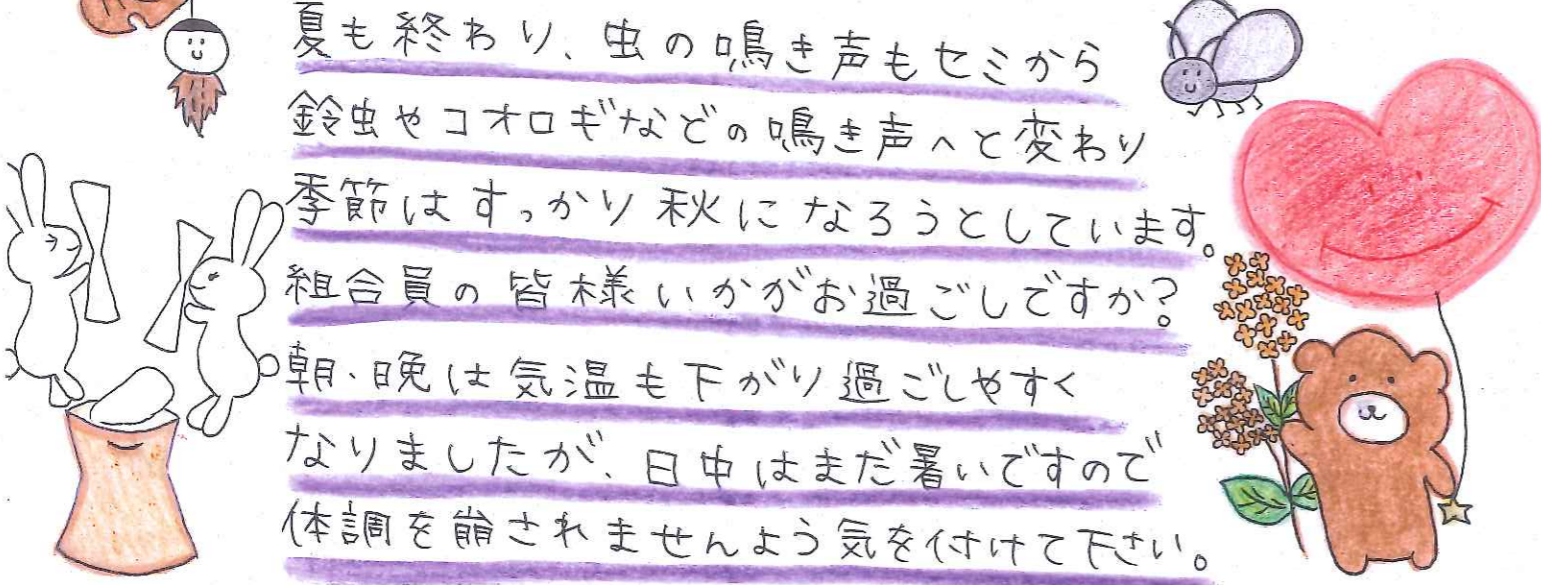 夏も終わり、虫の鳴き声もセミから
鈴虫やコオロギなどの鳴き声へと変わり
季節はすっかり秋になろうとしています。
組合員の皆様いかがお過ごしですか?
朝・晩は気温も下がり過ごしやすく
なりましたが、日中はまだ暑いですので
体調を崩されませんよう気を付けて下さい。